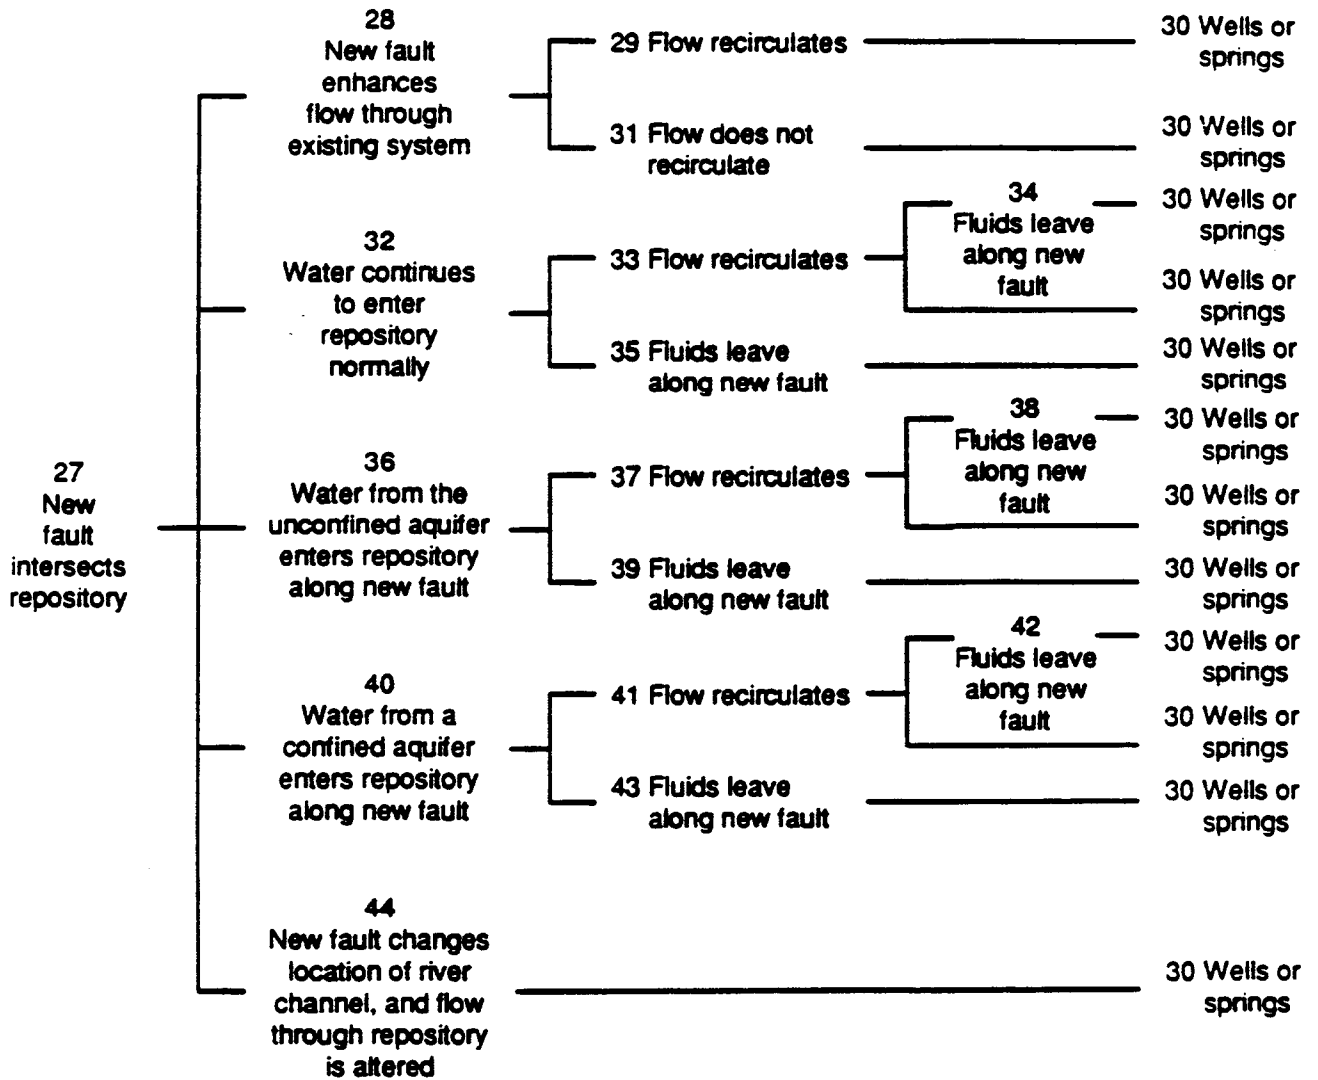 27
New
fault
intersects
repository
28
New fault
enhances
flow through
existing system
29 Flow recirculates
30 Wells or
springs
31 Flow does not
recirculate
30 Wells or
springs
32
Water continues
to enter
repository
normally
33 Flow recirculates
34
Fluids leave
along new
fault
30 Wells or
springs
30 Wells or
springs
35 Fluids leave
along new fault
30 Wells or
springs
36
Water from the
unconfined aquifer
enters repository
along new fault
37 Flow recirculates
38
Fluids leave
along new
fault
30 Wells or
springs
30 Wells or
springs
39 Fluids leave
along new fault
30 Wells or
springs
40
Water from a
confined aquifer
enters repository
along new fault
41 Flow recirculates
42
Fluids leave
along new
fault
30 Wells or
springs
30 Wells or
springs
43 Fluids leave
along new fault
30 Wells or
springs
44
New fault changes
location of river
channel, and flow
through repository
is altered
30 Wells or
springs